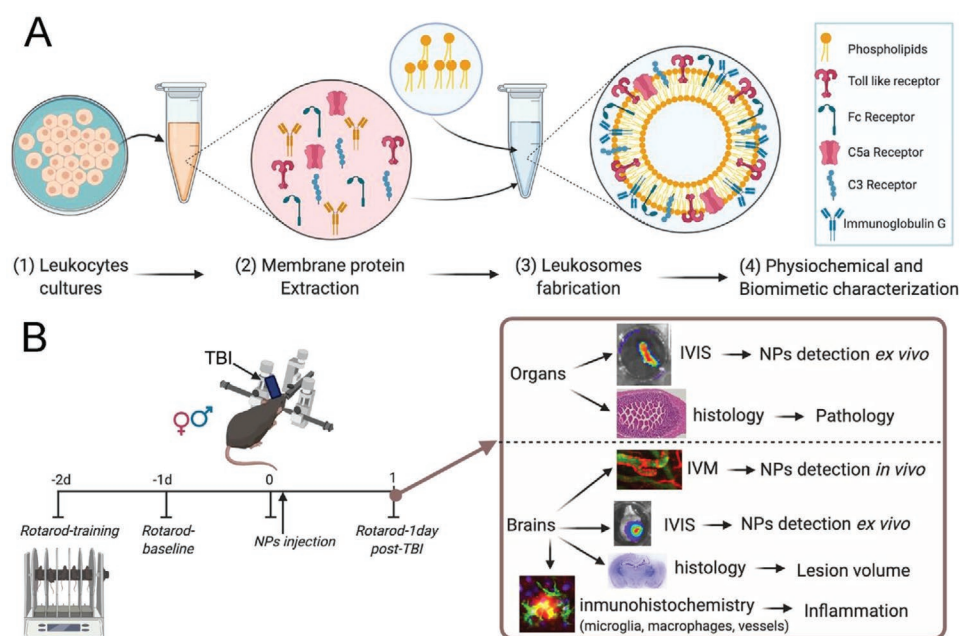 A
Phospholipids
Toll like receptor
Fc Receptor
C5a Receptor
C3 Receptor
Immunoglobulin G
(1) Leukocytes
cultures
(2) Membrane protein
Extraction
(3) Leukosomes
fabrication
(4) Physiochemical and
Biomimetic characterization
B
TBI
-2d
-1d
0
1
Rotarod-training
Rotarod-
baseline
NPs injection
Rotarod-1day
post-TBI
Organs
IVIS
NPs detection ex vivo
histology
Pathology
Brains
IVM
NPs detection in vivo
IVIS
NPs detection ex vivo
histology
Lesion volume
inmunohistochemistry
(microglia, macrophages, vessels)
Inflammation